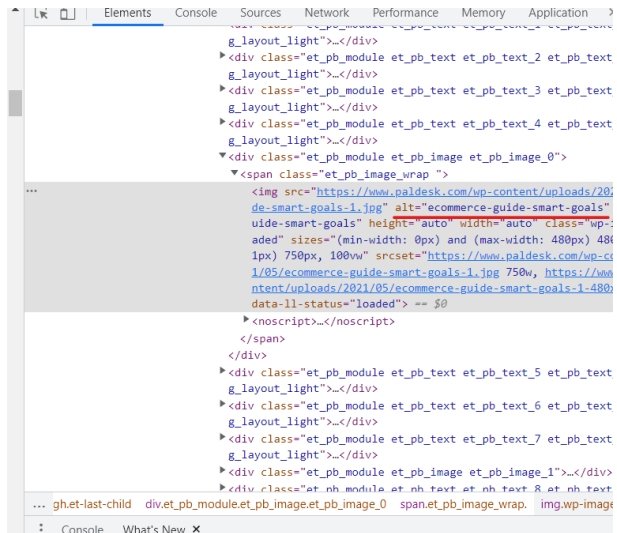 Elements Console Sources Network Performance Memory Application
g_layout_light">…</div>
<div class="et_pb_module et_pb_text et_pb_text_2 et_pb_text
g_layout_light">…</div>
<div class="et_pb_module et_pb_text et_pb_text_3 et_pb_text
g_layout_light">…</div>
<div class="et_pb_module et_pb_text et_pb_text_4 et_pb_text
g_layout_light">…</div>
<div class="et_pb_module et_pb_image et_pb_image_0">
<span class="et_pb_image_wrap ">
<img src="https://www.paldesk.com/wp-content/uploads/202
de-smart-goals-1.jpg" alt="ecommerce-guide-smart-goals"
uide-smart-goals" height="auto" width="auto" class="wp-i
aded" sizes="(min-width: 0px) and (max-width: 480px) 480
1px) 750px, 100vw" srcset="https://www.paldesk.com/wp-co
1/05/ecommerce-guide-smart-goals-1.jpg 750w, https://www
ntent/uploads/2021/05/ecommerce-guide-smart-goals-1-480x
data-ll-status="loaded"> == $0
<noscript>…</noscript>
</span>
</div>
<div class="et_pb_module et_pb_text et_pb_text_5 et_pb_text
g_layout_light">…</div>
<div class="et_pb_module et_pb_text et_pb_text_6 et_pb_text
g_layout_light">…</div>
<div class="et_pb_module et_pb_text et_pb_text_7 et_pb_text
g_layout_light">…</div>
<div class="et_pb_module et_pb_image et_pb_image_1">…</div>
<div class="et_pb_module et_pb_text et_pb_text_8 et_pb_text
... gh.et-last-child div.et_pb_module.et_pb_image.et_pb_image_0 span.et_pb_image_wrap. img.wp-image
Console What's New ×